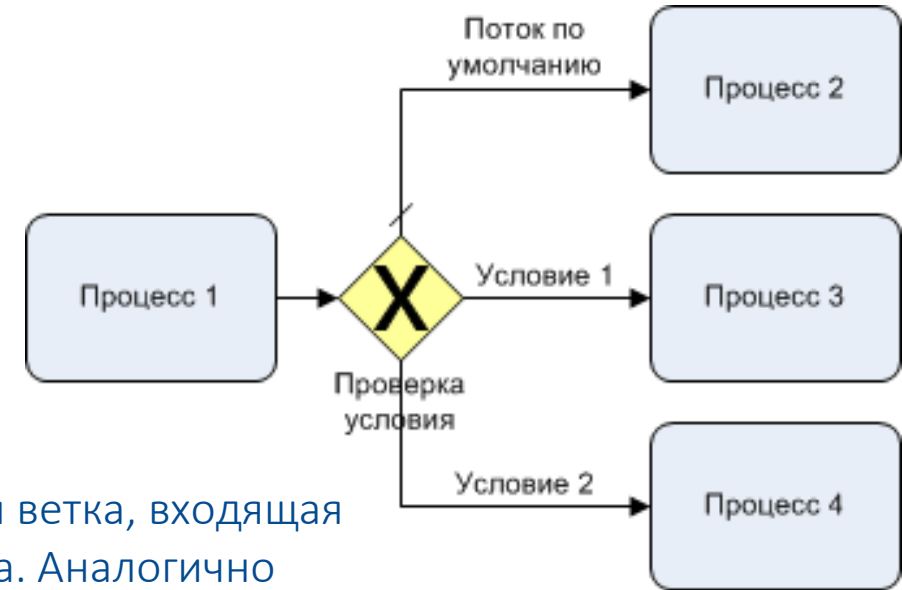 Поток по
умолчанию
Процесс 2
Процесс 1
X
Условие 1
Процесс 3
Проверка
условия
Условие 2
Процесс 4
ветка, входящая
а. Аналогично